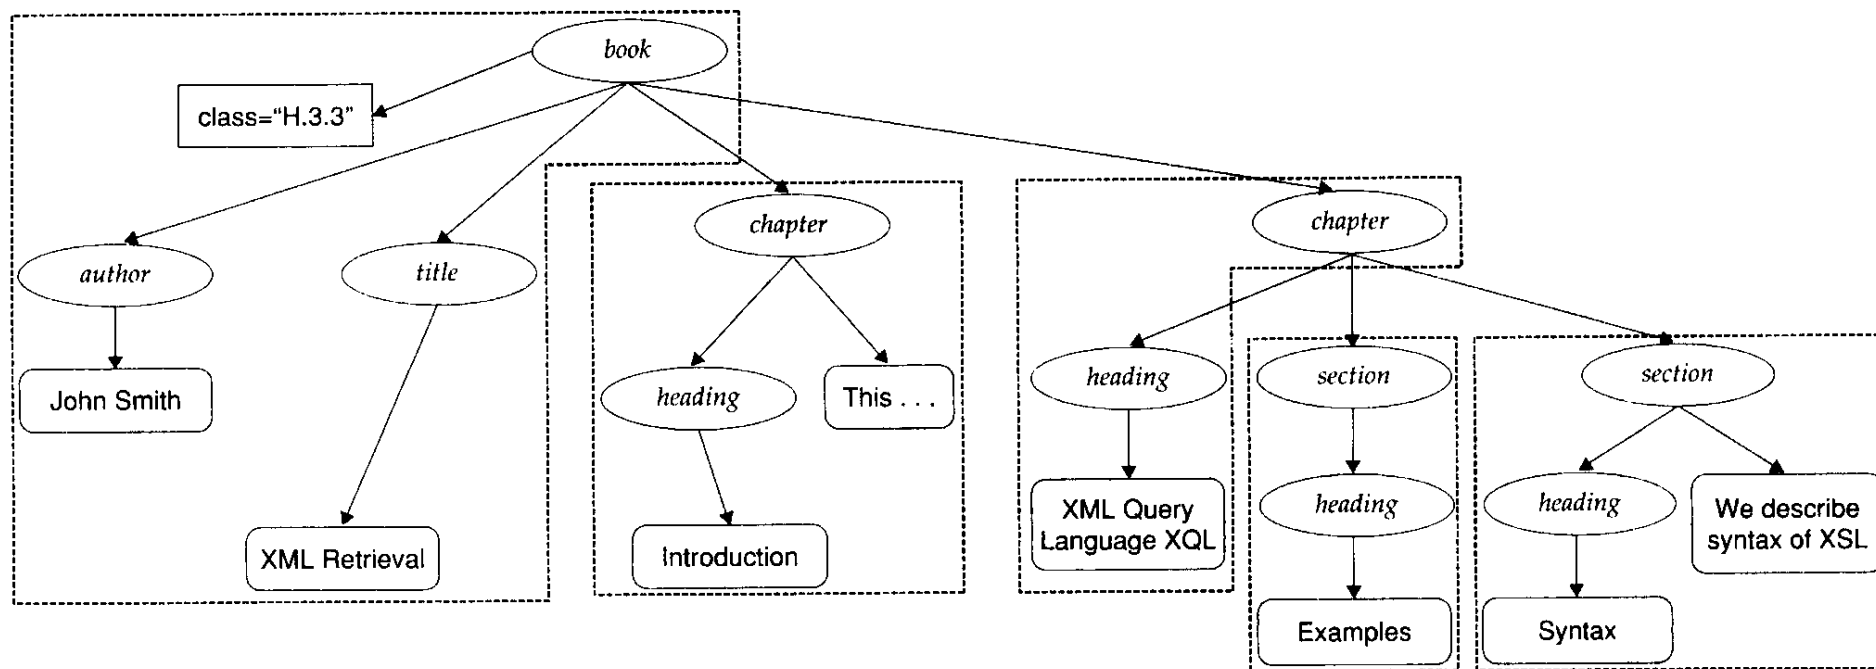 book
class="H.3.3"
chapter
chapter
author
title
heading
This . . .
heading
section
section
John Smith
heading
heading
XML Retrieval
Introduction
XML Query
Language XQL
We describe
syntax of XSL
Examples
Syntax